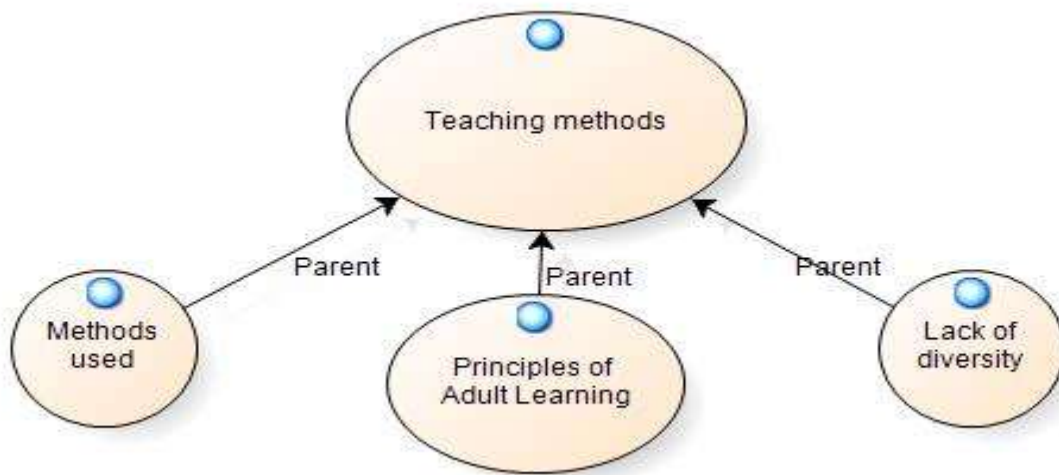 Teaching methods
Parent
Parent
Parent
Methods
used
Principles of
Adult Learning
Lack of
diversity